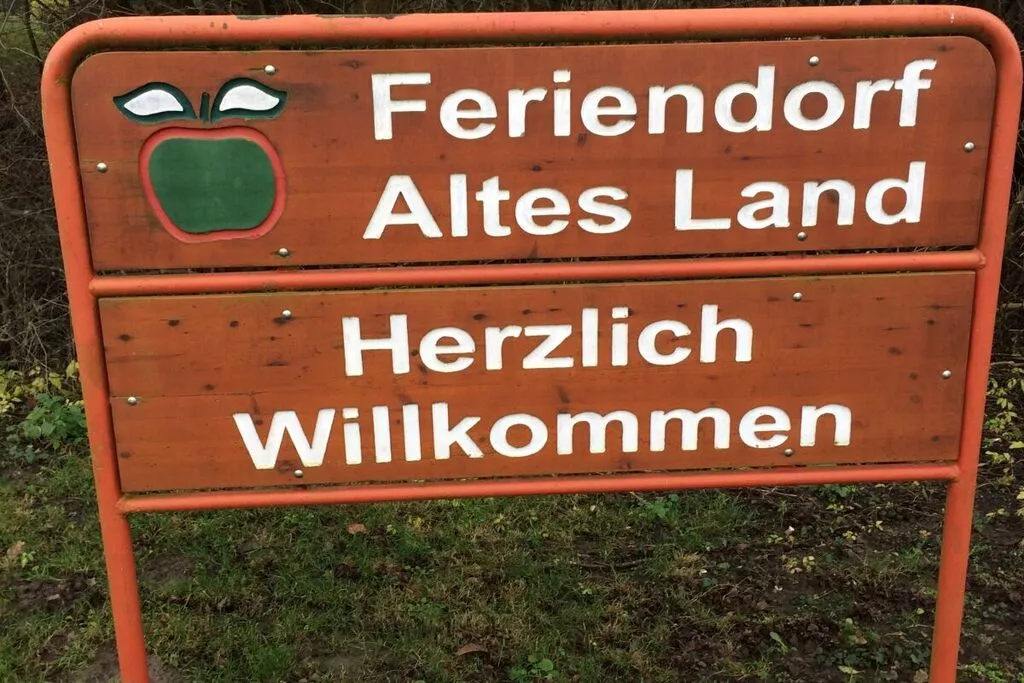 Feriendorf
Altes Land
Herzlich
Willkommen